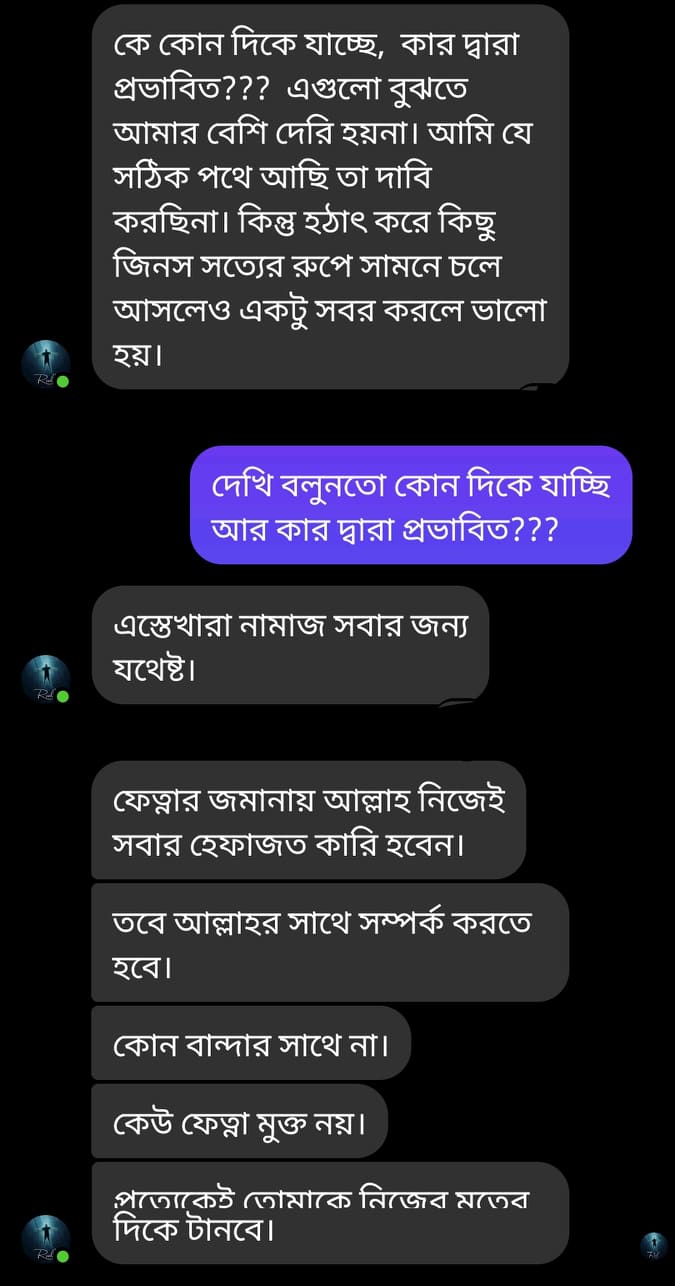 কে কোন দিকে যাচ্ছে, কার দ্বারা
প্রভাবিত??? এগুলো বুঝতে
আমার বেশি দেরি হয়না। আমি যে
সঠিক পথে আছি তা দাবি
করছিনা। কিন্তু হঠাৎ করে কিছু
জিনস সত্যের রুপে সামনে চলে
আসলেও একটু সবর করলে ভালো
হয়।
দেখি বলুনতো কোন দিকে যাচ্ছি
আর কার দ্বারা প্রভাবিত???
এস্তেখারা নামাজ সবার জন্য
যথেষ্ট।
ফেত্নার জমানায় আল্লাহ নিজেই
সবার হেফাজত কারি হবেন।
তবে আল্লাহর সাথে সম্পর্ক করতে
হবে।
কোন বান্দার সাথে না।
কেউ ফেত্না মুক্ত নয়।
প্রত্যেকেই তোমাকে নিজের মতের
দিকে টানবে।